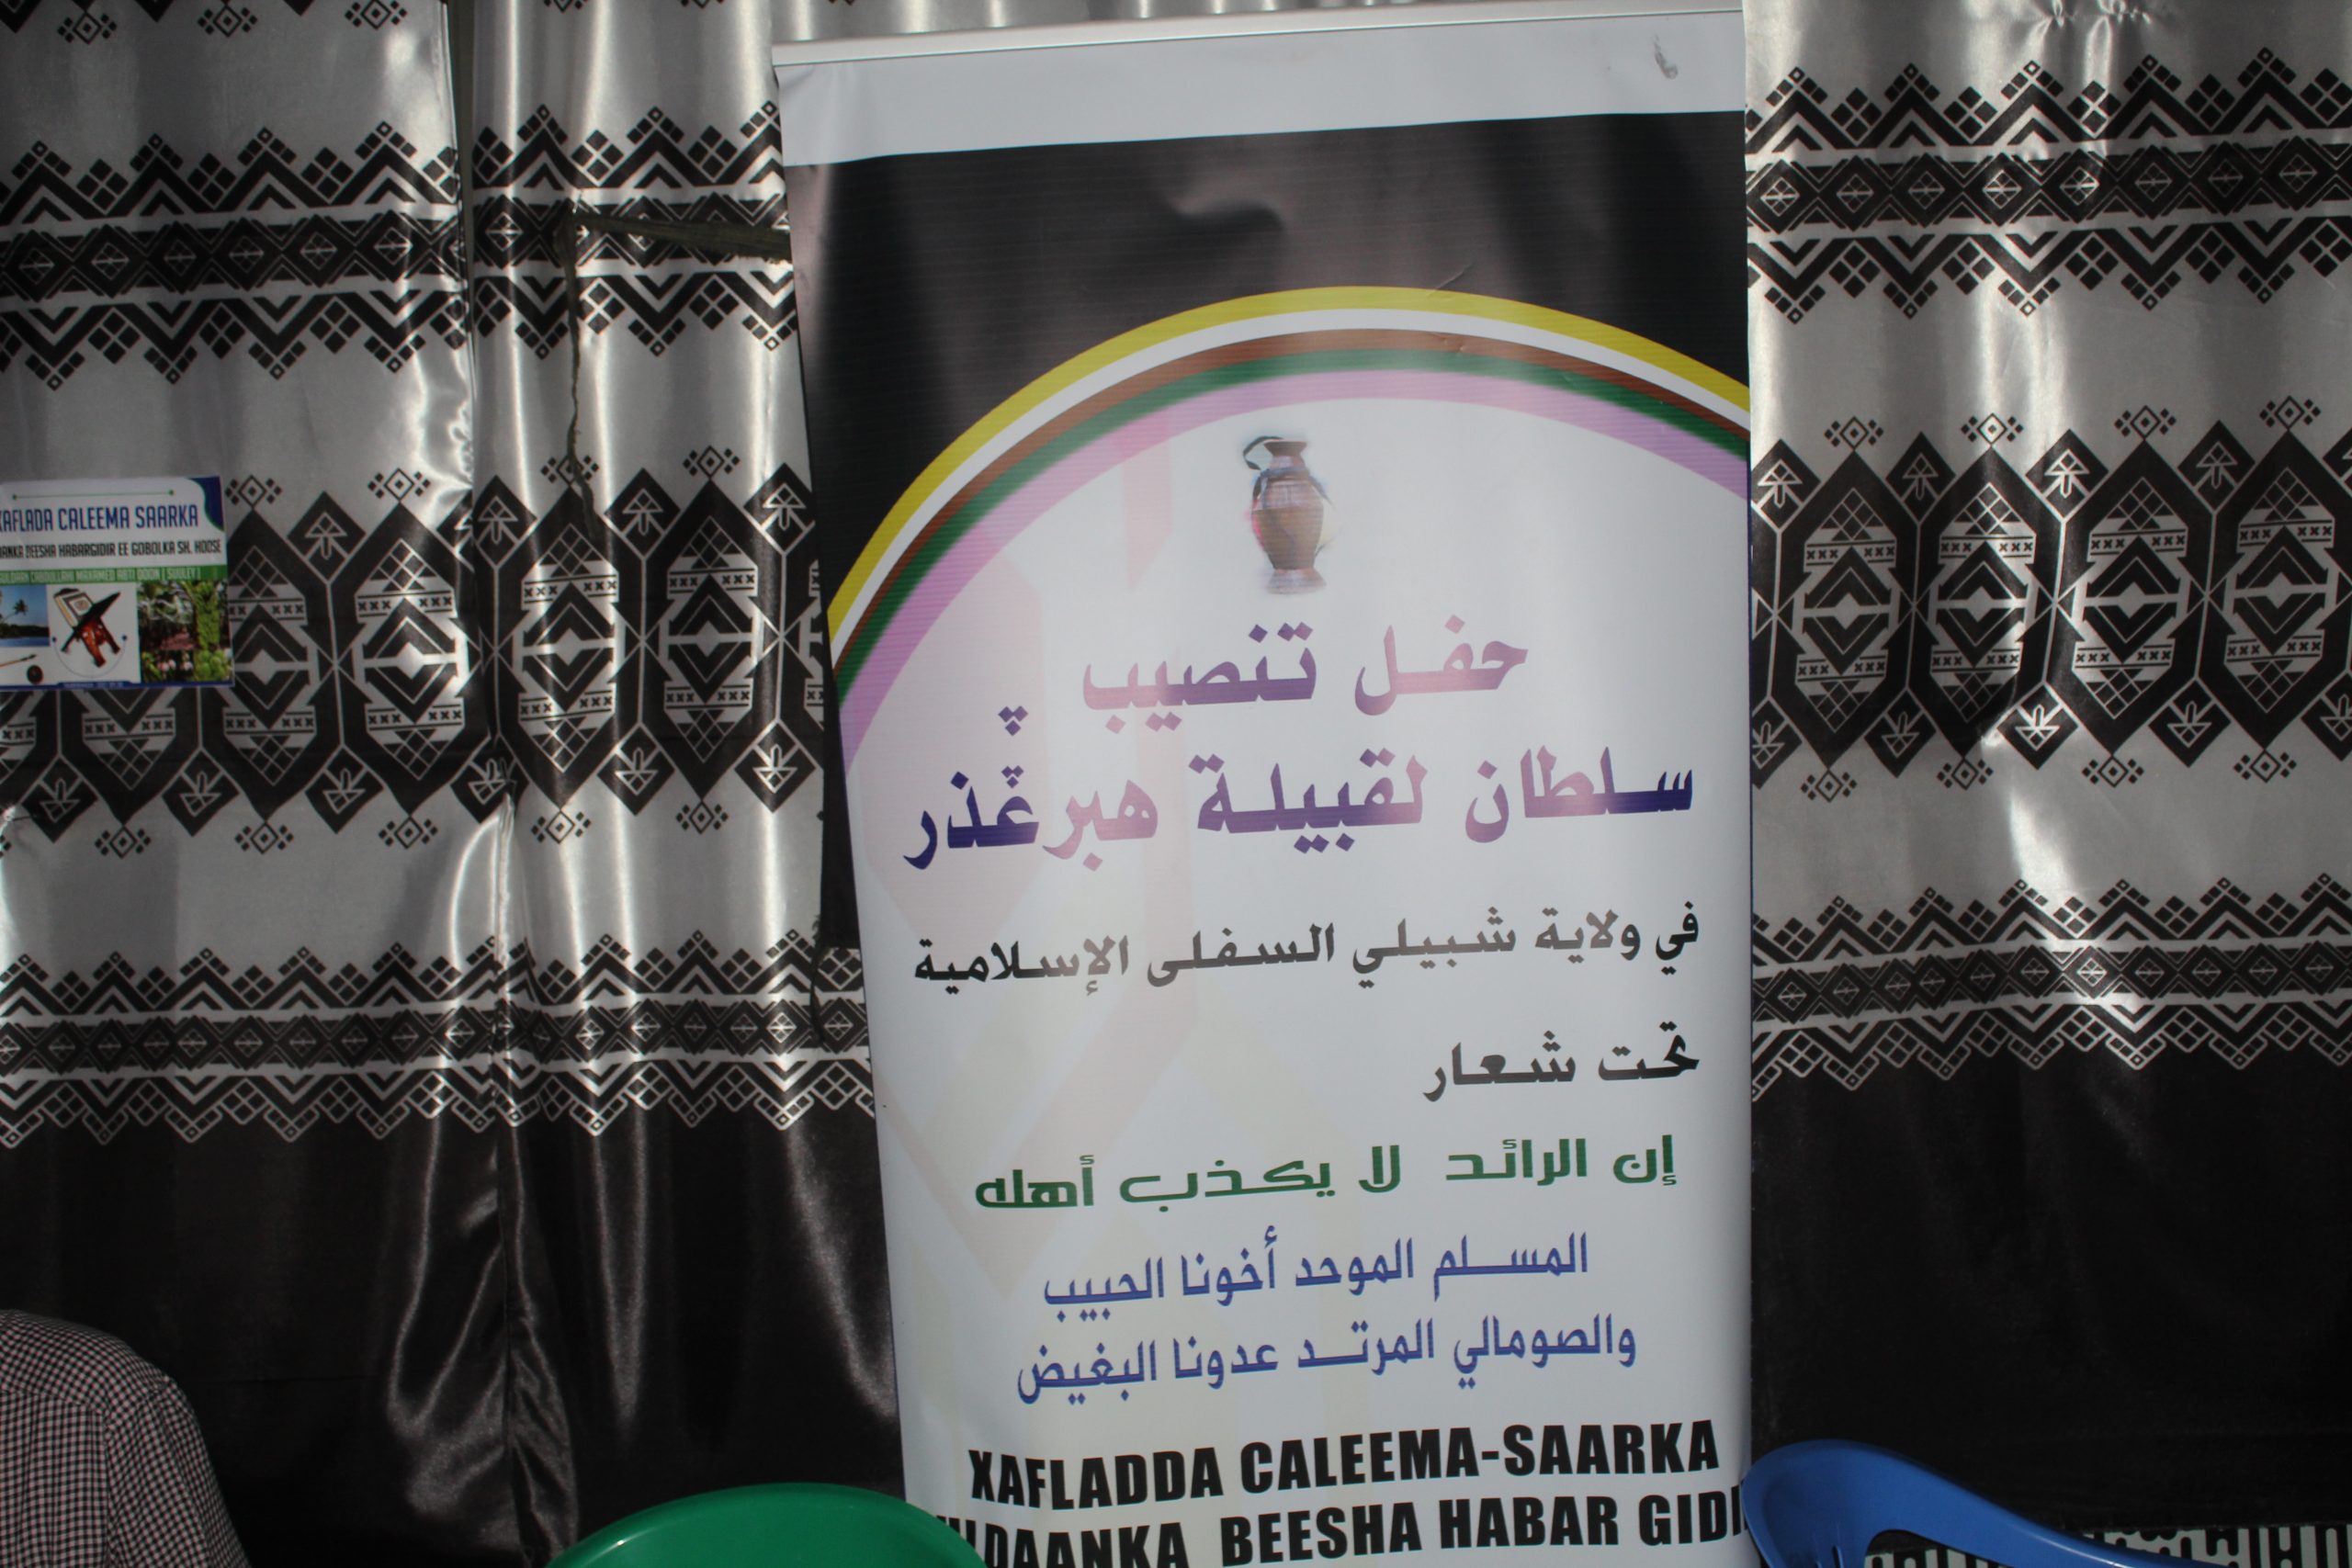 حفل تنصيب
سلطان لقبيلة هبرغذر
في ولاية شبيلي السفلى الإسلامية
تحت شعار
إن الرائد لا يكذب أهله
المسلم الموحد أخونا الحبيب
والصومالي المرتد عدونا البغيض
XAFLADDA CALEEMA-SAARKA
BEESHA HABAR
XAFLADA CALEEMA SAARKA
BEESHA HABARGIDIR EE GOBOLKA SH. HOOSE